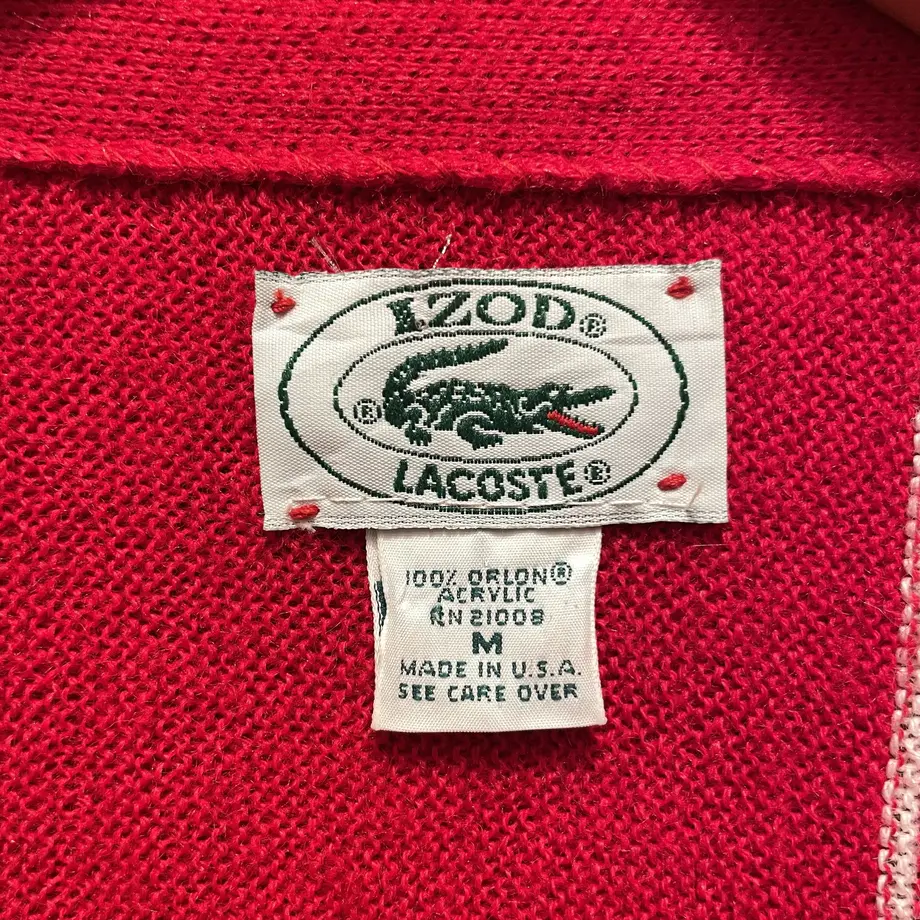 IZOD®
®
LACOSTE®
100% ORLON®
ACRYLIC
RN 21008
M
MADE IN U.S.A.
SEE CARE OVER